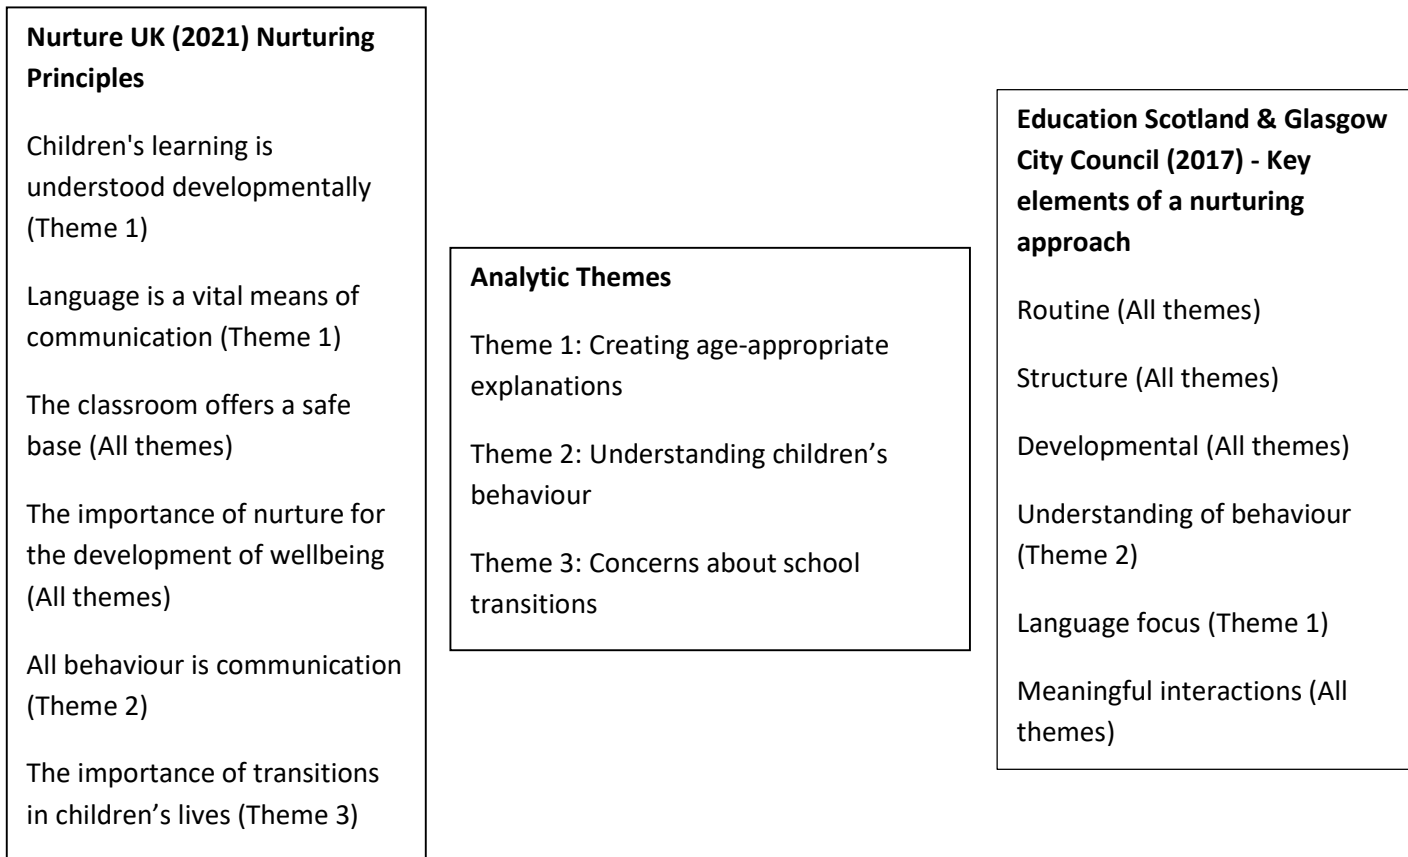 Nurture UK (2021) Nurturing
Principles
Children's learning is
understood developmentally
(Theme 1)
Language is a vital means of
communication (Theme 1)
The classroom offers a safe
base (All themes)
The importance of nurture for
the development of wellbeing
(All themes)
All behaviour is communication
(Theme 2)
The importance of transitions
in children’s lives (Theme 3)
Analytic Themes
Theme 1: Creating age-appropriate
explanations
Theme 2: Understanding children’s
behaviour
Theme 3: Concerns about school
transitions
Education Scotland & Glasgow
City Council (2017) - Key
elements of a nurturing
approach
Routine (All themes)
Structure (All themes)
Developmental (All themes)
Understanding of behaviour
(Theme 2)
Language focus (Theme 1)
Meaningful interactions (All
themes)